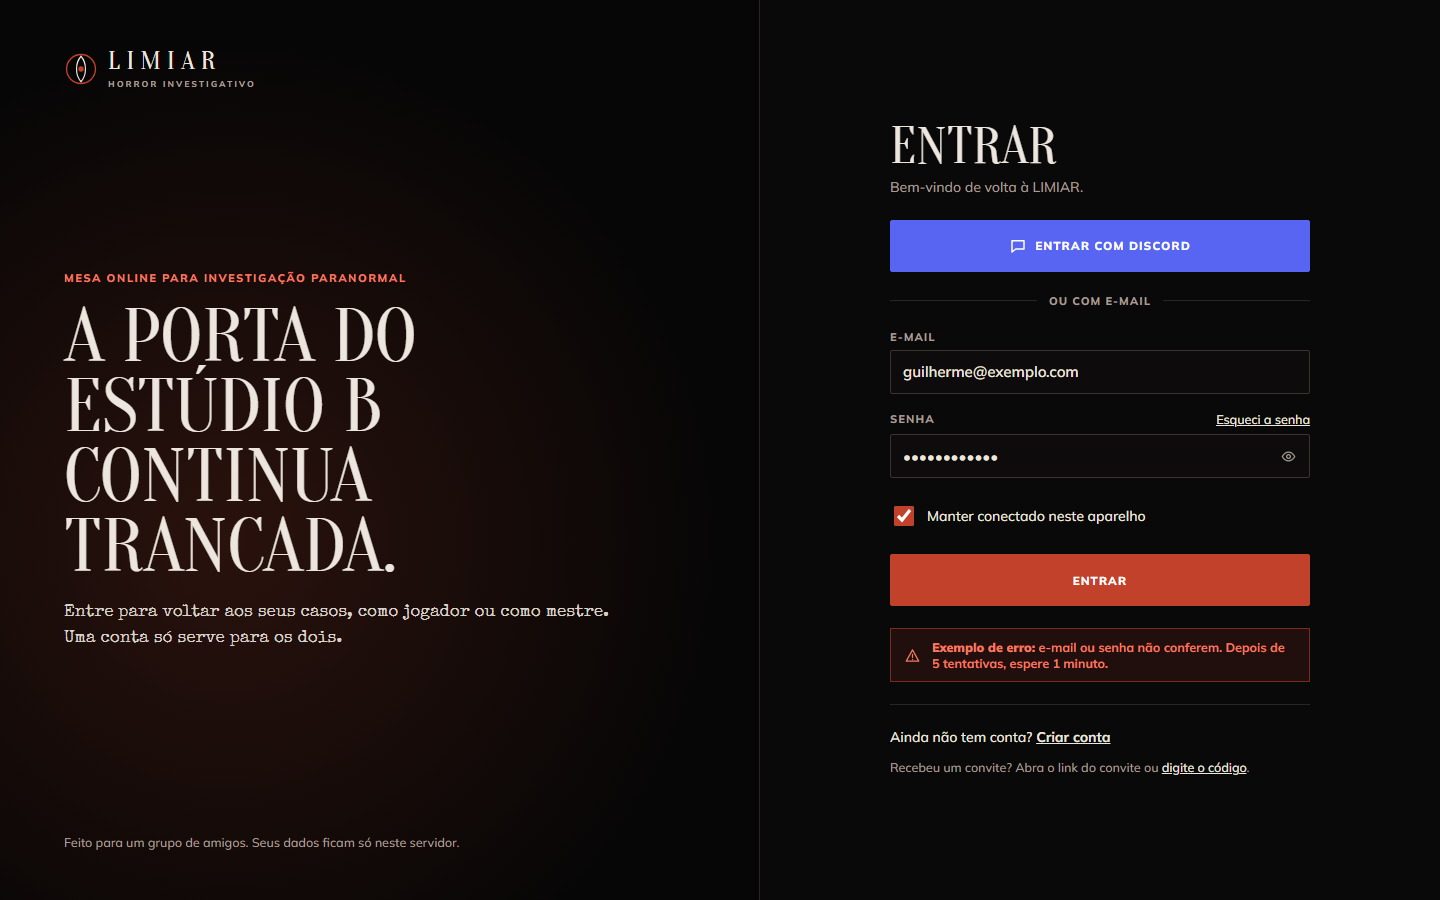 LIMIAR
HORROR INVESTIGATIVO
MESA ONLINE PARA INVESTIGAÇÃO PARANORMAL
A PORTA DO
ESTÚDIO B
CONTINUA
TRANCADA.
Entre para voltar aos seus casos, como jogador ou como mestre.
Uma conta só serve para os dois.
Feito para um grupo de amigos. Seus dados ficam só neste servidor.
ENTRAR
Bem-vindo de volta à LIMIAR.
ENTRAR COM DISCORD
OU COM E-MAIL
E-MAIL
guilherme@exemplo.com
SENHA
Esqueci a senha
••••••••••••
Manter conectado neste aparelho
ENTRAR
Exemplo de erro: e-mail ou senha não conferem. Depois de
5 tentativas, espere 1 minuto.
Ainda não tem conta? Criar conta
Recebeu um convite? Abra o link do convite ou digite o código.